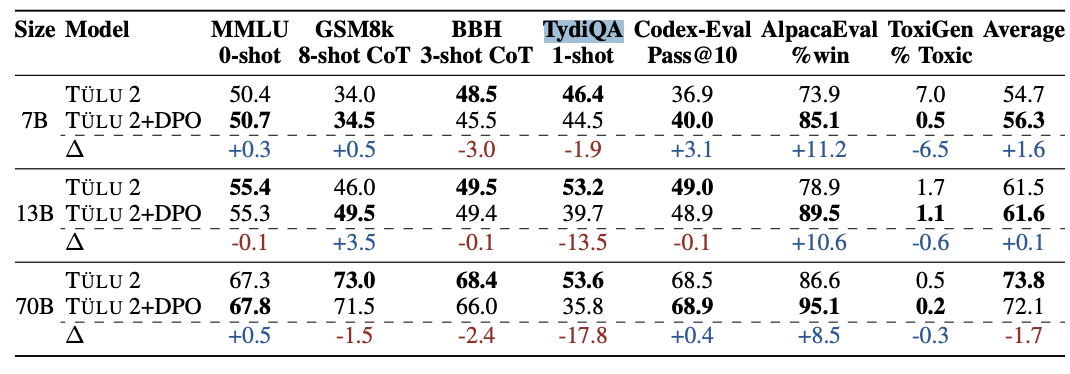 Size Model MMLU GSM8k BBH TydiQA Codex-Eval AlpacaEval ToxiGen Average
0-shot 8-shot CoT 3-shot CoT 1-shot Pass@10 %win % Toxic
7B
TÜLU 2 50.4 34.0 48.5 46.4 36.9 73.9 7.0 54.7
TÜLU 2+DPO 50.7 34.5 45.5 44.5 40.0 85.1 0.5 56.3
Δ +0.3 +0.5 -3.0 -1.9 +3.1 +11.2 -6.5 +1.6
13B
TÜLU 2 55.4 46.0 49.5 53.2 49.0 78.9 1.7 61.5
TÜLU 2+DPO 55.3 49.5 49.4 39.7 48.9 89.5 1.1 61.6
Δ -0.1 +3.5 -0.1 -13.5 -0.1 +10.6 -0.6 +0.1
70B
TÜLU 2 67.3 73.0 68.4 53.6 68.5 86.6 0.5 73.8
TÜLU 2+DPO 67.8 71.5 66.0 35.8 68.9 95.1 0.2 72.1
Δ +0.5 -1.5 -2.4 -17.8 +0.4 +8.5 -0.3 -1.7